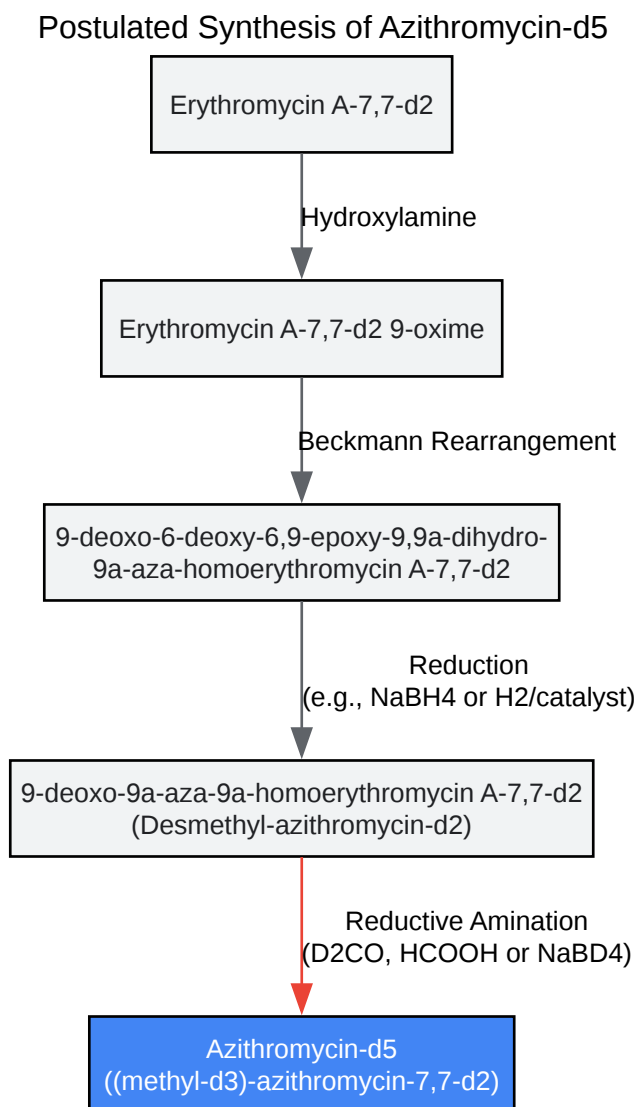 Postulated Synthesis of Azithromycin-d5
Erythromycin A-7,7-d2
Hydroxylamine
Erythromycin A-7,7-d2 9-oxime
Beckmann Rearrangement
9-deoxo-6-deoxy-6,9-epoxy-9,9a-dihydro-
9a-aza-homoerythromycin A-7,7-d2
Reduction
(e.g., NaBH4 or H2/catalyst)
9-deoxo-9a-aza-9a-homoerythromycin A-7,7-d2
(Desmethyl-azithromycin-d2)
Reductive Amination
(D2CO, HCOOH or NaBD4)
Azithromycin-d5
((methyl-d3)-azithromycin-7,7-d2)